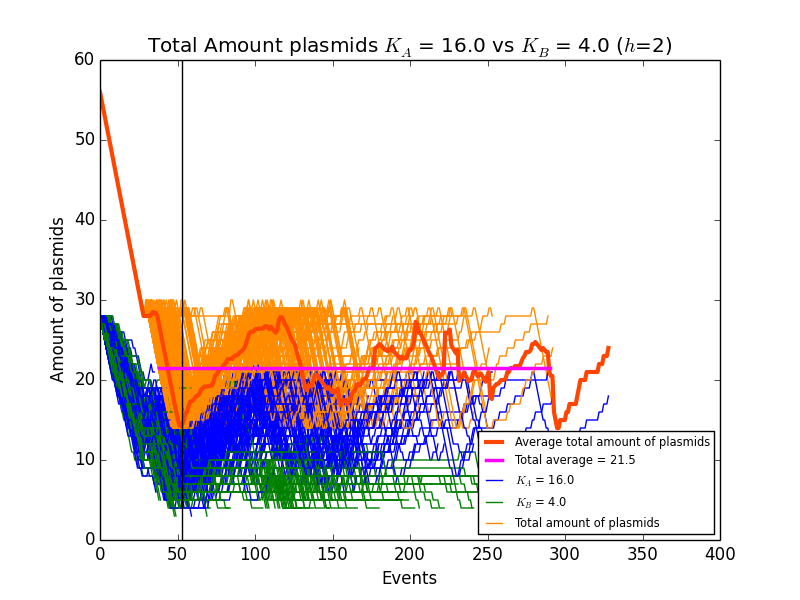 Total Amount plasmids K_A = 16.0 vs K_B = 4.0 (h=2)
Amount of plasmids
60
50
40
30
20
10
0
0 50 100 150 200 250 300 350 400
Events
Average total amount of plasmids
Total average = 21.5
K_A = 16.0
K_B = 4.0
Total amount of plasmids